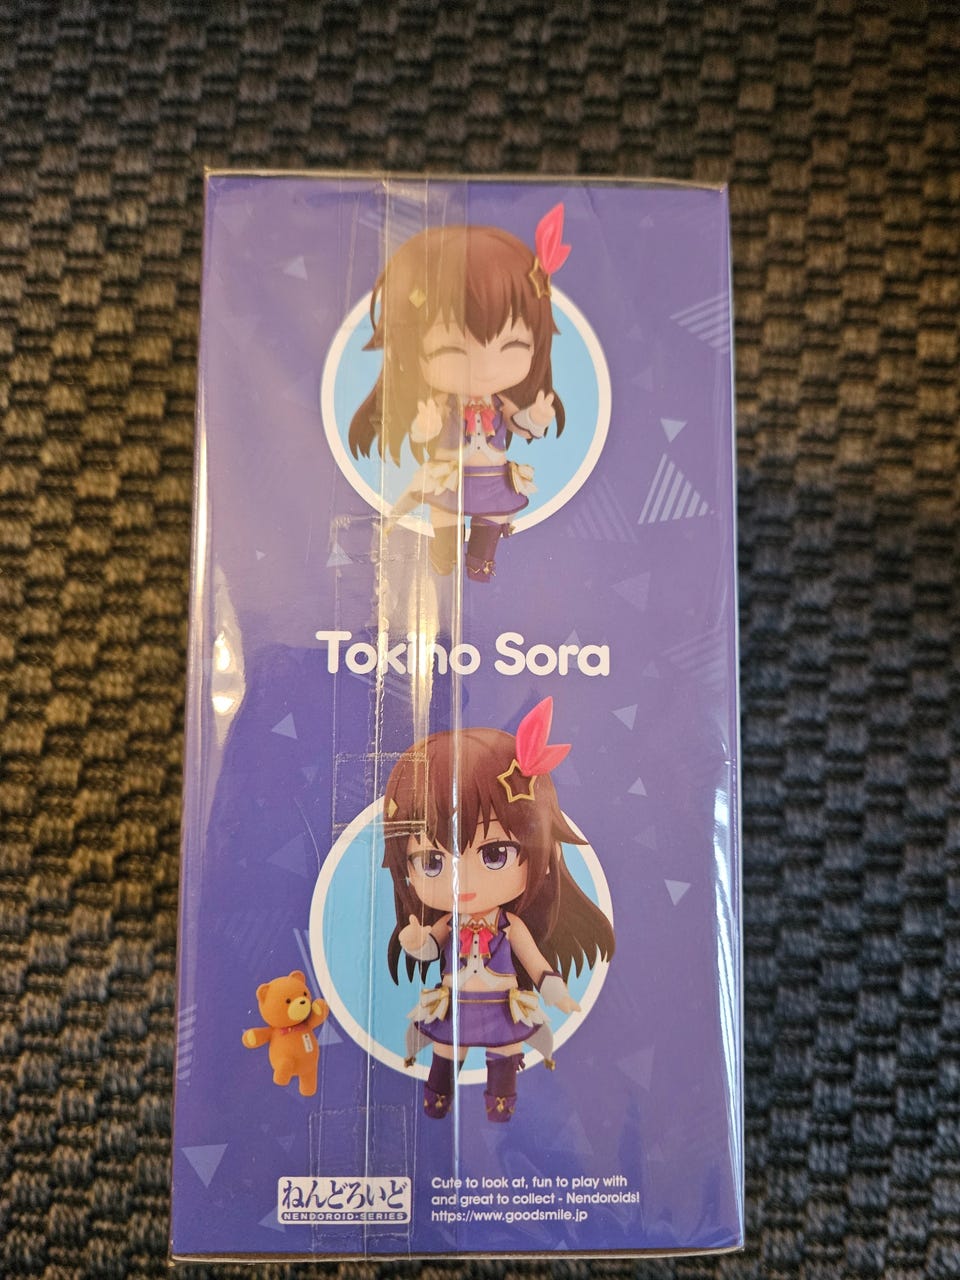 Tokino Sora
ねんどろいど
NENDOROID·SERIES
Cute to look at, fun to play with
and great to collect - Nendoroids!
https://www.goodsmile.jp